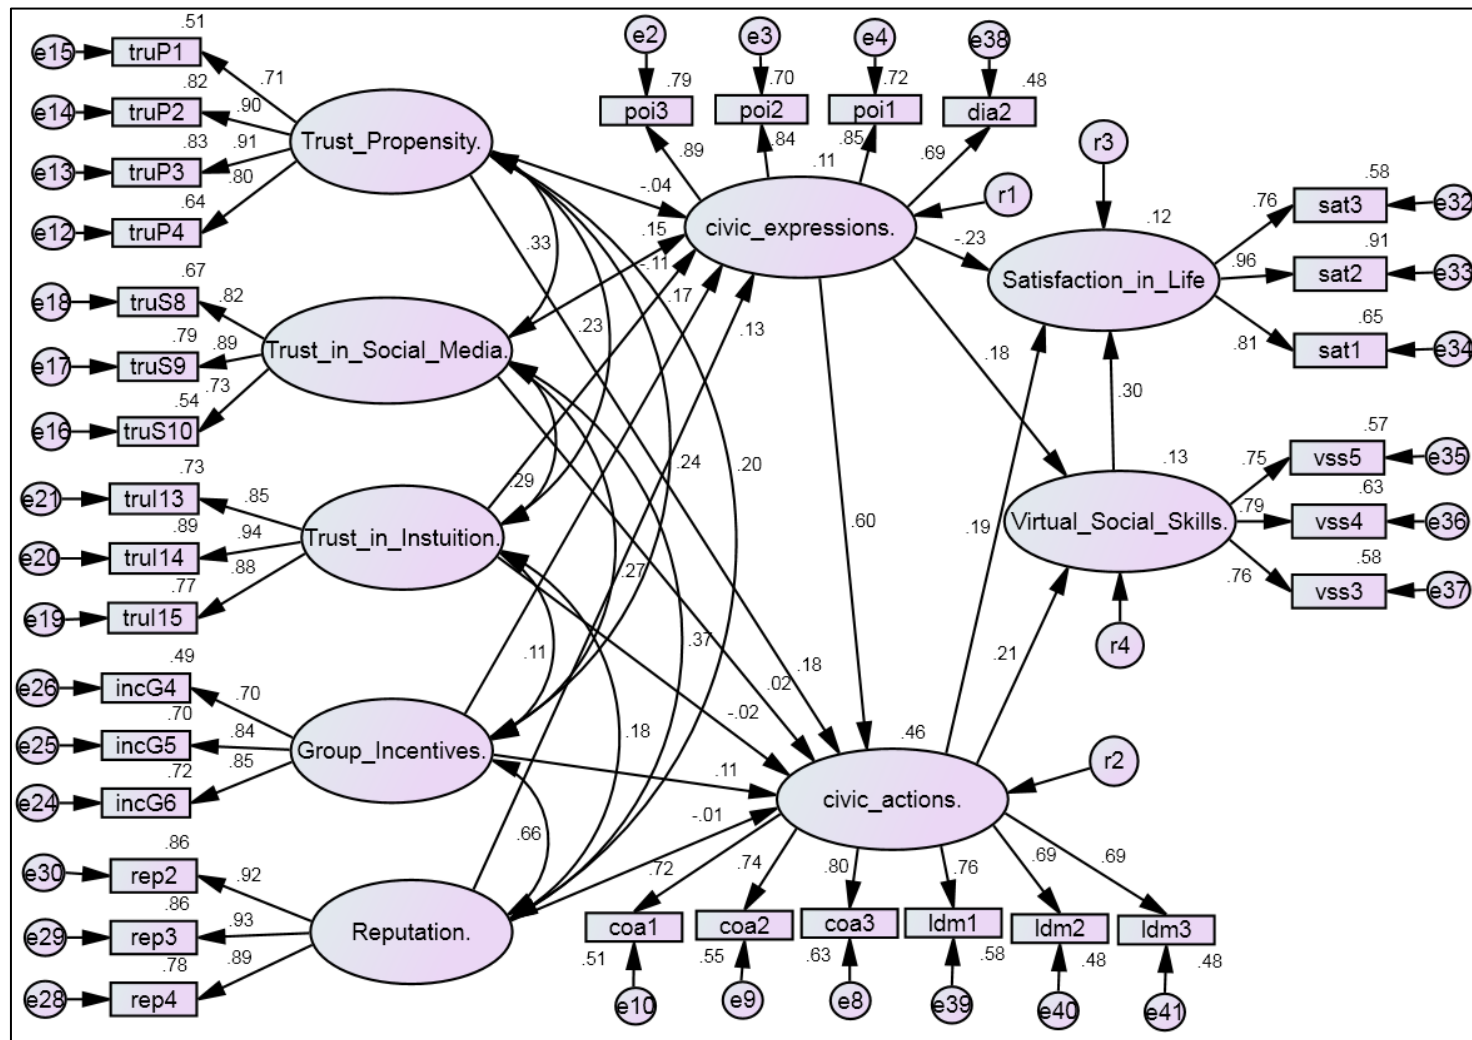 .51
e15 truP1
.71
.82
e14 truP2 .90
.83
e13 truP3 .91
.80
.64
e12 truP4
Trust_Propensity.
.67
e18 truS8 .82
.79
e17 truS9 .89
.73
.54
e16 truS10
Trust_in_Social_Media.
.73
e21 truI13 .85
.89
e20 truI14 .94
.88
.77
e19 truI15
Trust_in_Instuition.
.49
e26 incG4 .70
.70
e25 incG5 .84
.85
.72
e24 incG6
Group_Incentives.
.86
e30 rep2 .92
.86
e29 rep3 .93
.89
.78
e28 rep4
Reputation.
.33
.23
.29
.24
.20
.27
.11
.37
.18
.66
-.04
.15
-.11
.17
.13
.18
.02
-.02
.11
-.01
e2 e3 e4 e38
.79 .70 .72 .48
poi3 poi2 poi1 dia2
.89 .84 .85 .69
.11
civic_expressions.
r1
-.23
.18
.60
r3
.12
Satisfaction_in_Life
.58
.76 sat3 e32
.91
.96 sat2 e33
.65
.81 sat1 e34
.30
.19
.21
.13
Virtual_Social_Skills.
r4
.57
.75 vss5 e35
.63
.79 vss4 e36
.58
.76 vss3 e37
.46
civic_actions.
r2
.72 .74 .80 .76 .69 .69
coa1 coa2 coa3 ldm1 ldm2 ldm3
.51 .55 .63 .58 .48 .48
e10 e9 e8 e39 e40 e41